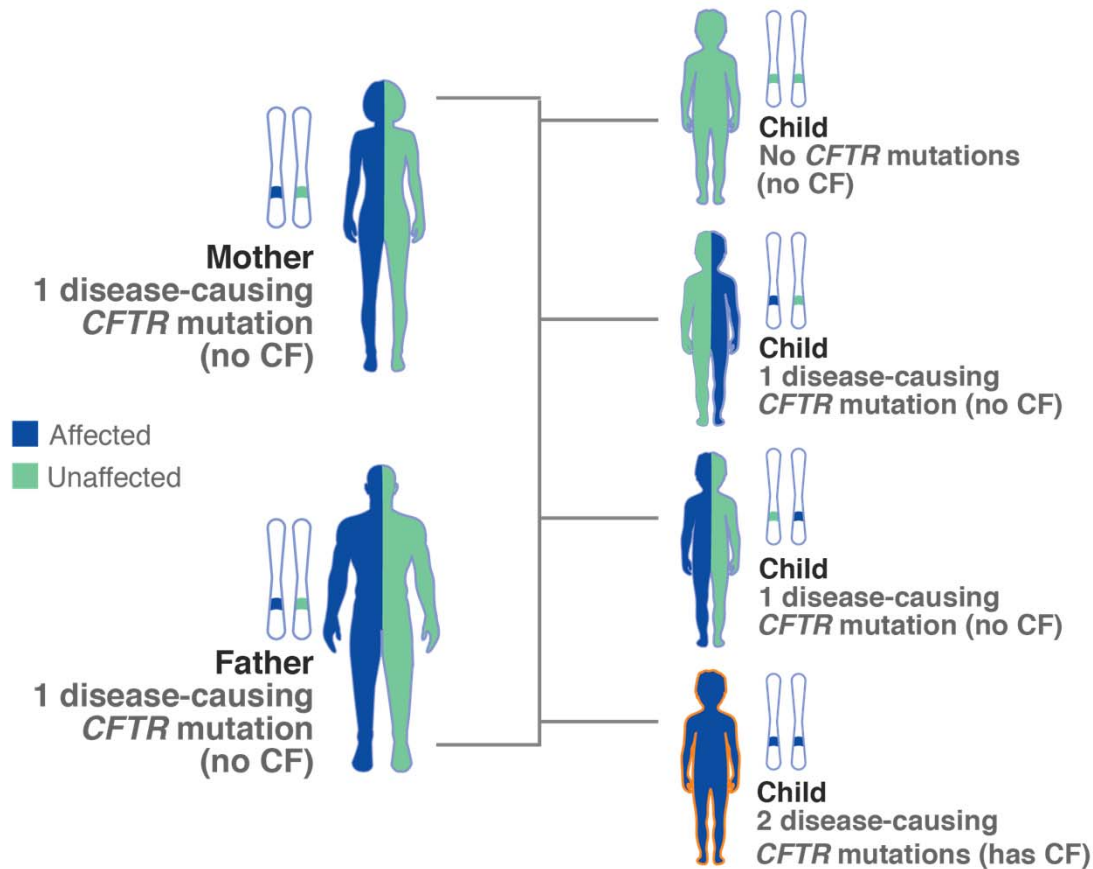 Mother
1 disease-causing
CFTR mutation
(no CF)
Affected
Unaffected
Father
1 disease-causing
CFTR mutation
(no CF)
Child
No CFTR mutations
(no CF)
Child
1 disease-causing
CFTR mutation (no CF)
Child
1 disease-causing
CFTR mutation (no CF)
Child
2 disease-causing
CFTR mutations (has CF)